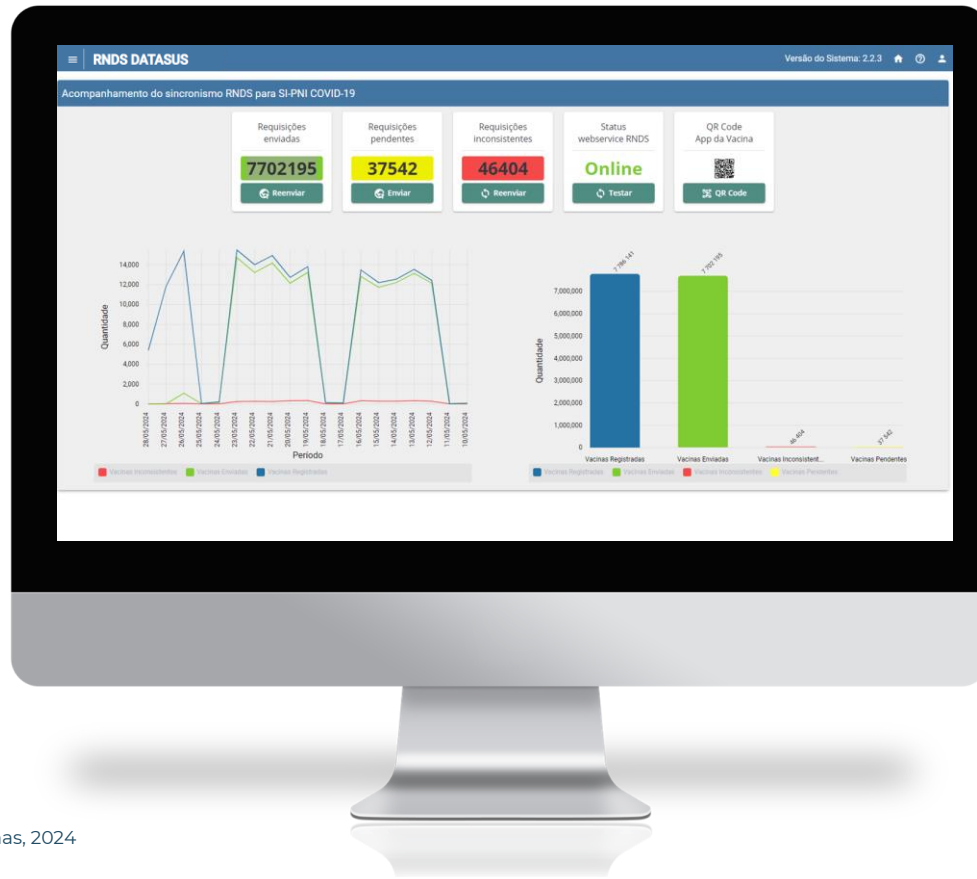 RNDS DATASUS
Versão do Sistema: 2.2.3
Acompanhamento do sincronismo RNDS para SI-PNI COVID-19
Requisições
enviadas
7702195
Reenviar
Requisições
pendentes
37542
Enviar
Requisições
inconsistentes
46404
Reenviar
Status
webservice RNDS
Online
Testar
QR Code
App da Vacina
QR Code
Quantidade
14,000
12,000
10,000
8,000
6,000
4,000
2,000
0
28/05/2024
27/05/2024
26/05/2024
25/05/2024
24/05/2024
23/05/2024
22/05/2024
21/05/2024
20/05/2024
19/05/2024
18/05/2024
17/05/2024
16/05/2024
15/05/2024
14/05/2024
13/05/2024
12/05/2024
11/05/2024
10/05/2024
Período
Vacinas Inconsistentes Vacinas Enviadas Vacinas Registradas
Quantidade
7,000,000
6,000,000
5,000,000
4,000,000
3,000,000
2,000,000
1,000,000
0
7 786 141
7 702 195
46 404
37 542
Vacinas Registradas Vacinas Enviadas Vacinas Inconsistent... Vacinas Pendentes
Vacinas Registradas Vacinas Enviadas Vacinas Inconsistentes Vacinas Pendentes
as, 2024